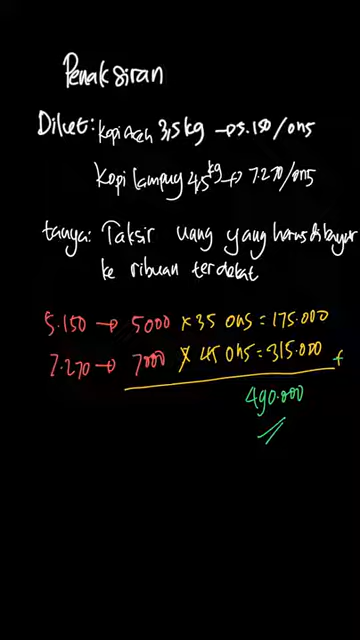 Penaksiran
Diket: Kopi Aceh 3,5 kg → 5.150/ons
Kopi lampung 4,5 kg → 7.270/ons
tanya: Taksir uang yang harus dibayar
ke ribuan terdekat
5.150 → 5000 × 35 ons = 175.000
7.270 → 7000 × 45 ons = 315.000 +
490.000